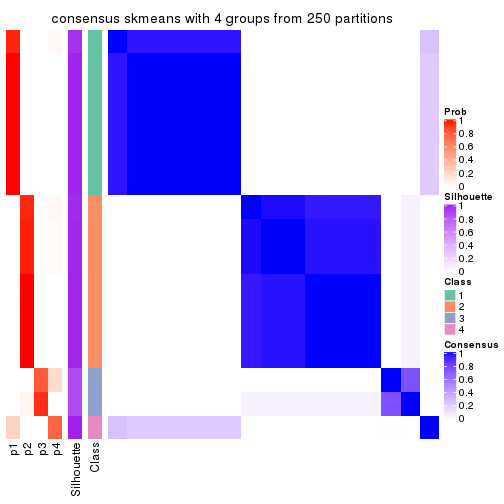 consensus skmeans with 4 groups from 250 partitions
Prob
1
0.8
0.6
0.4
0.2
0
Silhouette
1
0.8
0.6
0.4
0.2
0
Class
1
2
3
4
Consensus
1
0.8
0.6
0.4
0.2
0
p1
p2
p3
p4
Silhouette
Class